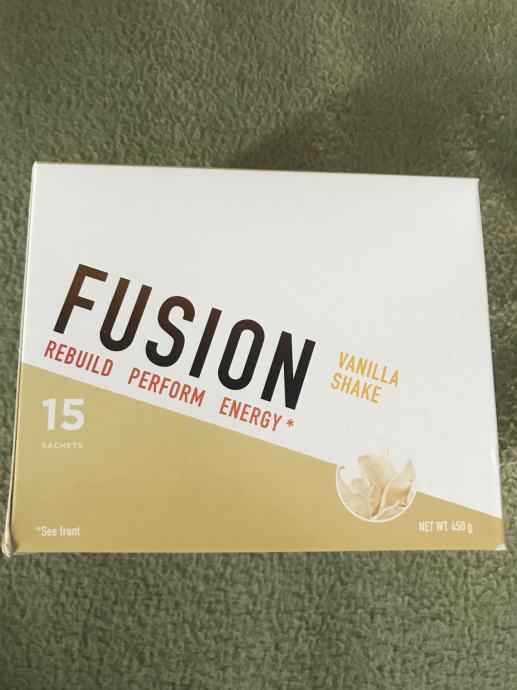 FUSION
REBUILD PERFORM ENERGY*
VANILLA
SHAKE
15
SACHETS
*See front
NET WT. 450 g